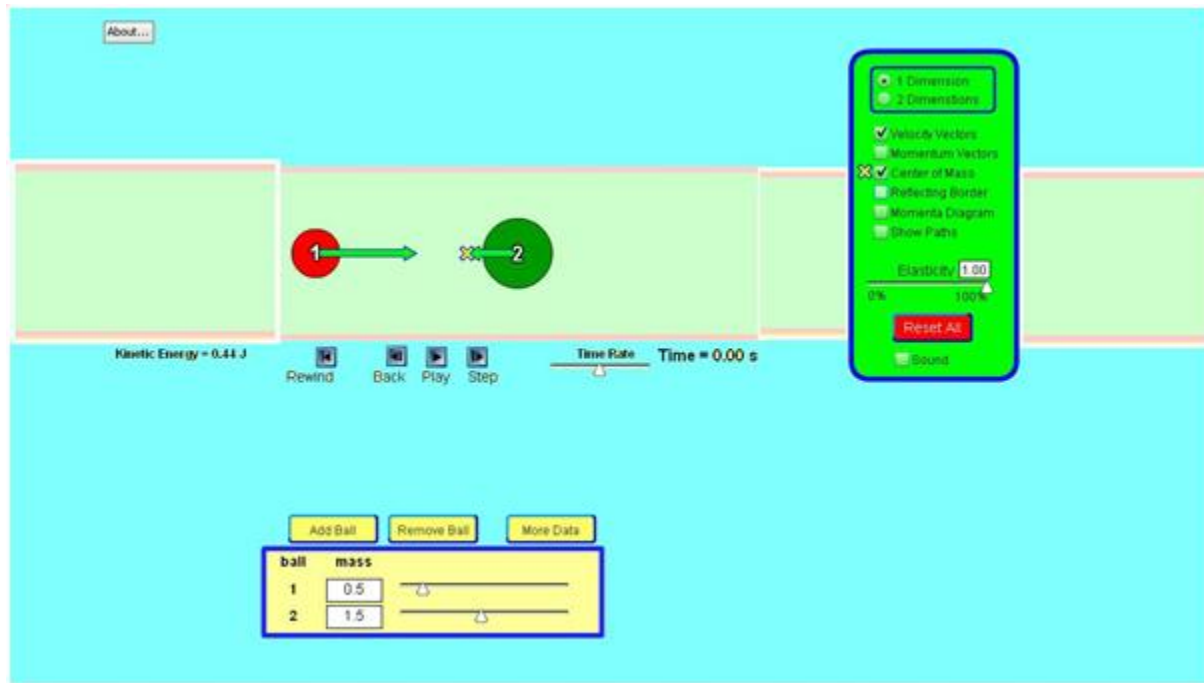 About...
1 Dimension
2 Dimenstions
Velocity Vectors
Momentum Vectors
Center of Mass
Reflecting Border
Momenta Diagram
Show Paths
Elasticity 1.00
0% 100%
Reset All
Sound
1 2
Kinetic Energy = 0.44 J
Rewind Back Play Step
Time Rate Time = 0.00 s
Add Ball Remove Ball More Data
ball mass
1 0.5
2 1.5